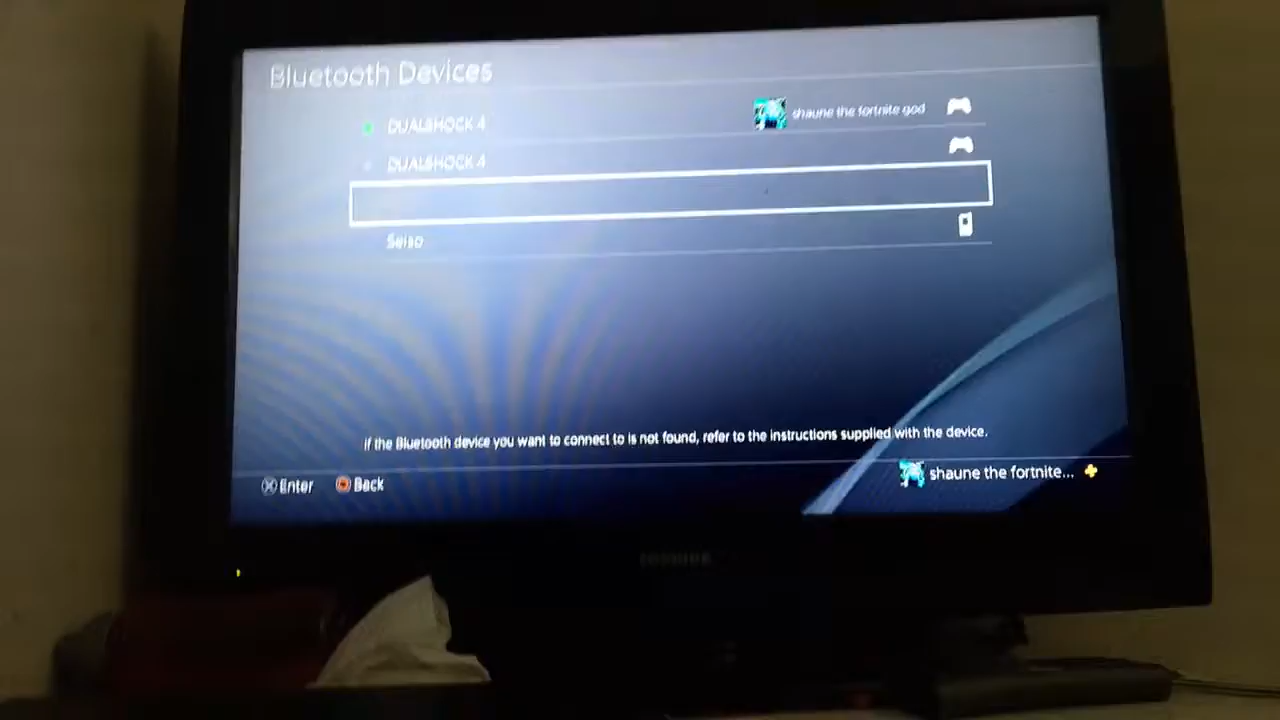 Bluetooth Devices
DUALSHOCK 4
shaune the fortnite god
DUALSHOCK 4
Seiso
If the Bluetooth device you want to connect to is not found, refer to the instructions supplied with the device.
Enter Back
shaune the fortnite...
TOSHIBA